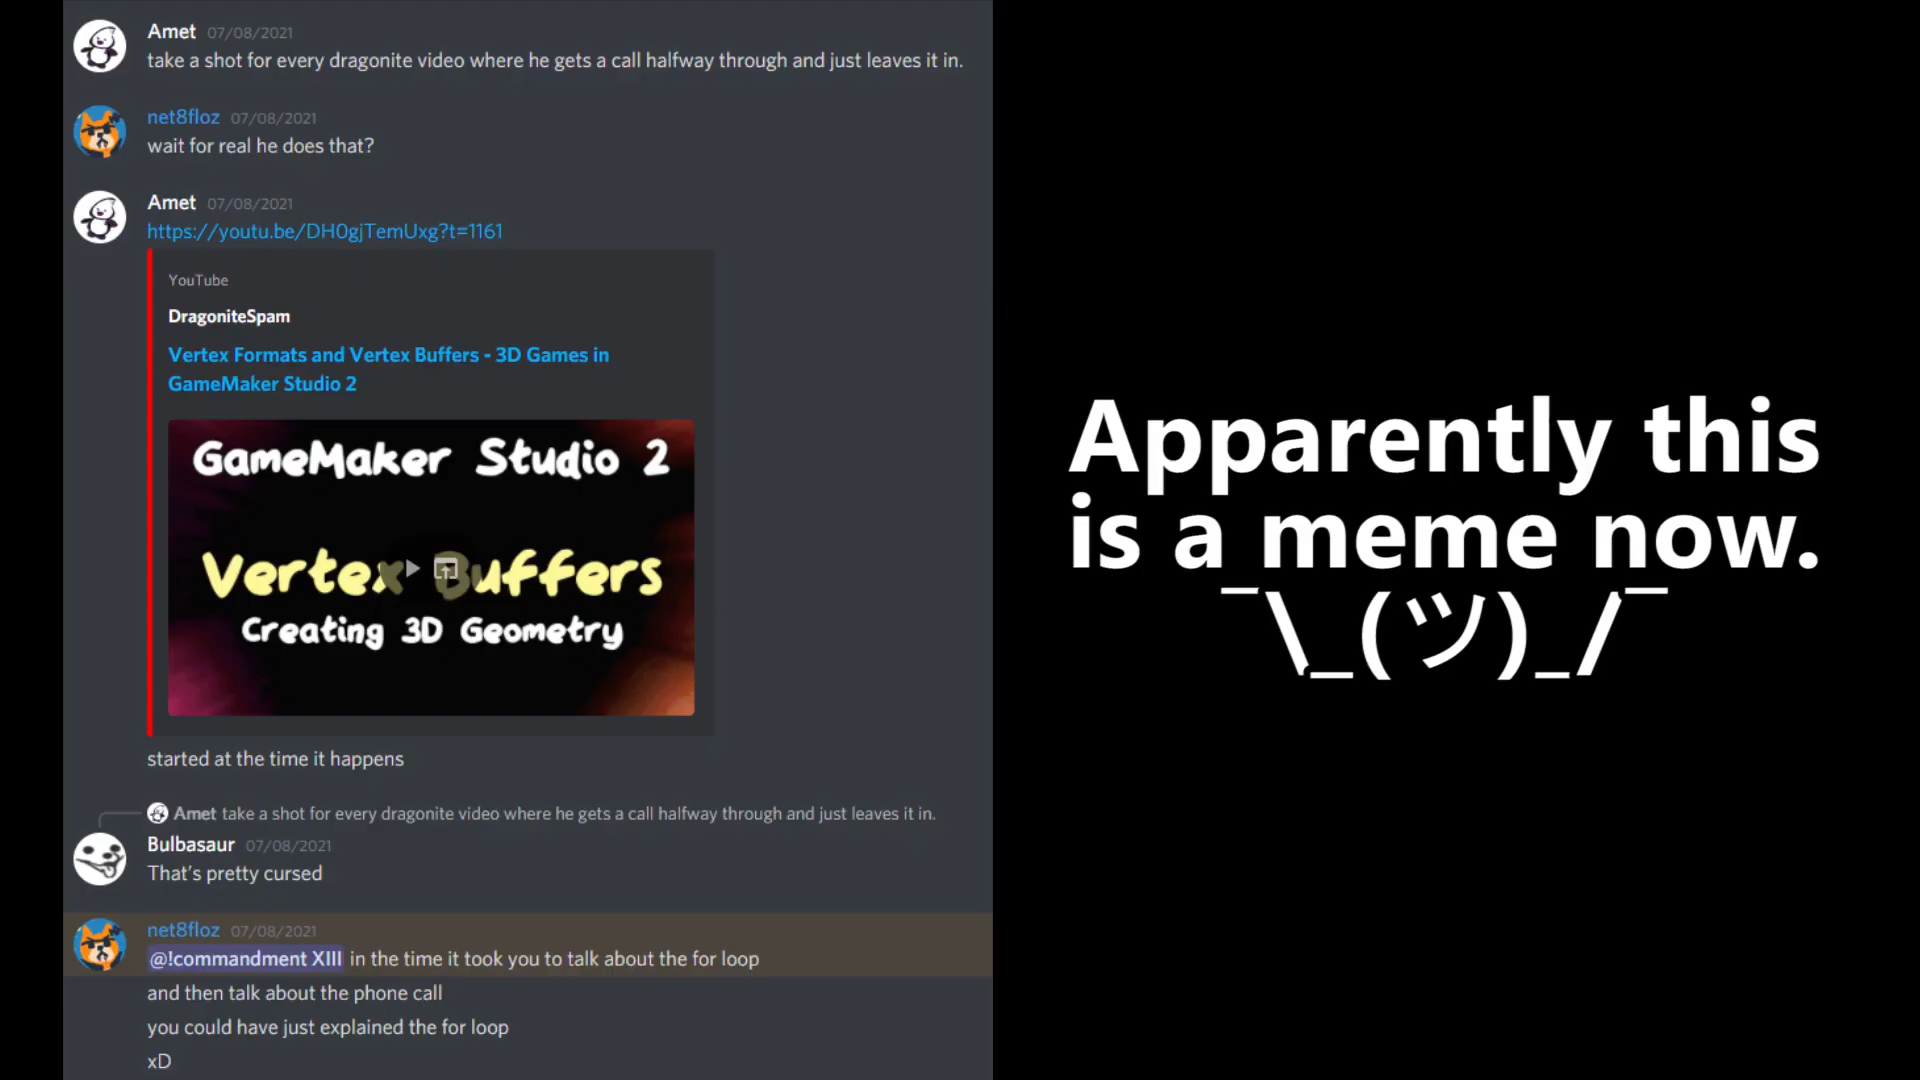 Amet 07/08/2021
take a shot for every dragonite video where he gets a call halfway through and just leaves it in.
net8floz 07/08/2021
wait for real he does that?
Amet 07/08/2021
https://youtu.be/DH0gjTemUxg?t=1161
YouTube
DragoniteSpam
Vertex Formats and Vertex Buffers - 3D Games in
GameMaker Studio 2
GameMaker Studio 2
Vertex Buffers
Creating 3D Geometry
started at the time it happens
Amet take a shot for every dragonite video where he gets a call halfway through and just leaves it in.
Bulbasaur 07/08/2021
That's pretty cursed
net8floz 07/08/2021
@!commandment XIII in the time it took you to talk about the for loop
and then talk about the phone call
you could have just explained the for loop
xD
Apparently this
is a meme now.
¯\_(ツ)_/¯